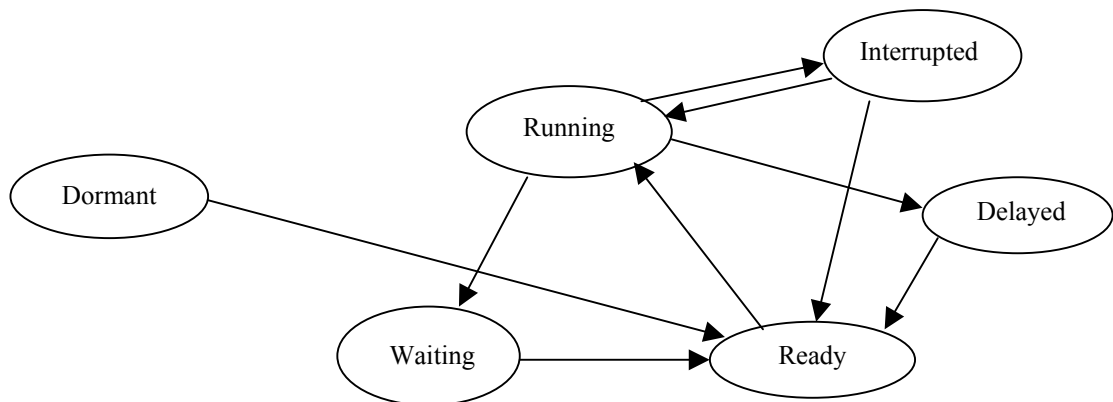 Interrupted
Running
Dormant
Delayed
Waiting
Ready